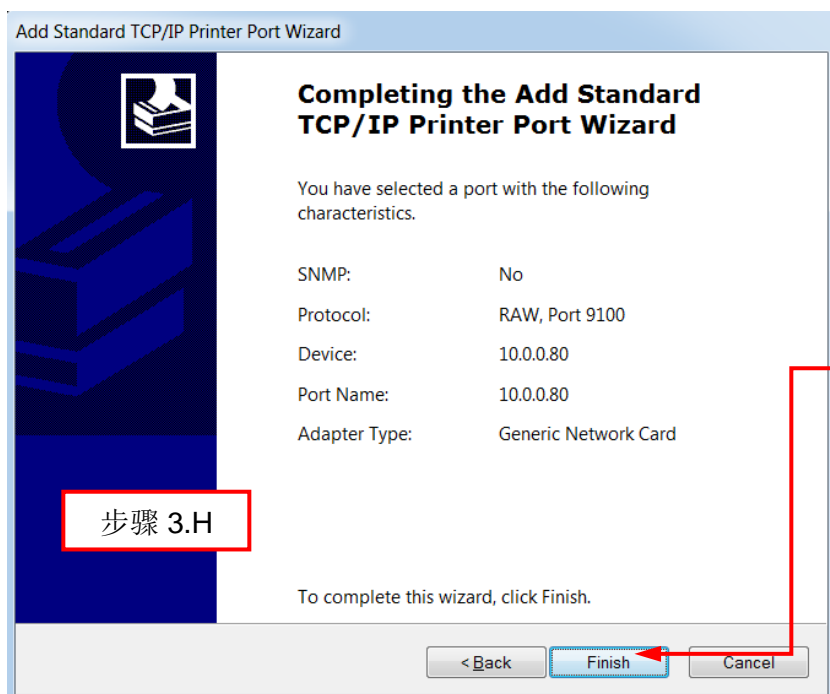 Add Standard TCP/IP Printer Port Wizard
Completing the Add Standard
TCP/IP Printer Port Wizard
You have selected a port with the following
characteristics.
SNMP: No
Protocol: RAW, Port 9100
Device: 10.0.0.80
Port Name: 10.0.0.80
Adapter Type: Generic Network Card
步骤 3.H
To complete this wizard, click Finish.
< Back Finish Cancel